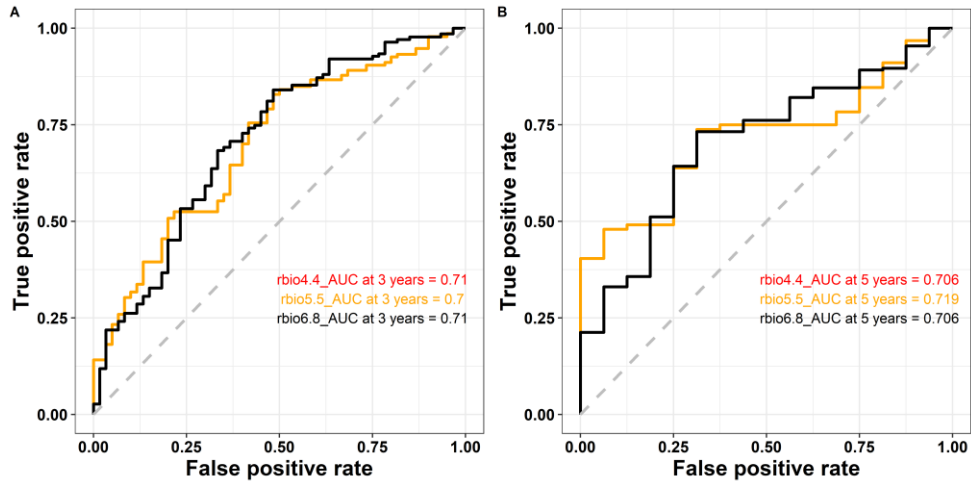 A
1.00
0.75
0.50
0.25
0.00
True positive rate
rbio4.4_AUC at 3 years = 0.71
rbio5.5_AUC at 3 years = 0.7
rbio6.8_AUC at 3 years = 0.71
0.00 0.25 0.50 0.75 1.00
False positive rate
B
1.00
0.75
0.50
0.25
0.00
True positive rate
rbio4.4_AUC at 5 years = 0.706
rbio5.5_AUC at 5 years = 0.719
rbio6.8_AUC at 5 years = 0.706
0.00 0.25 0.50 0.75 1.00
False positive rate